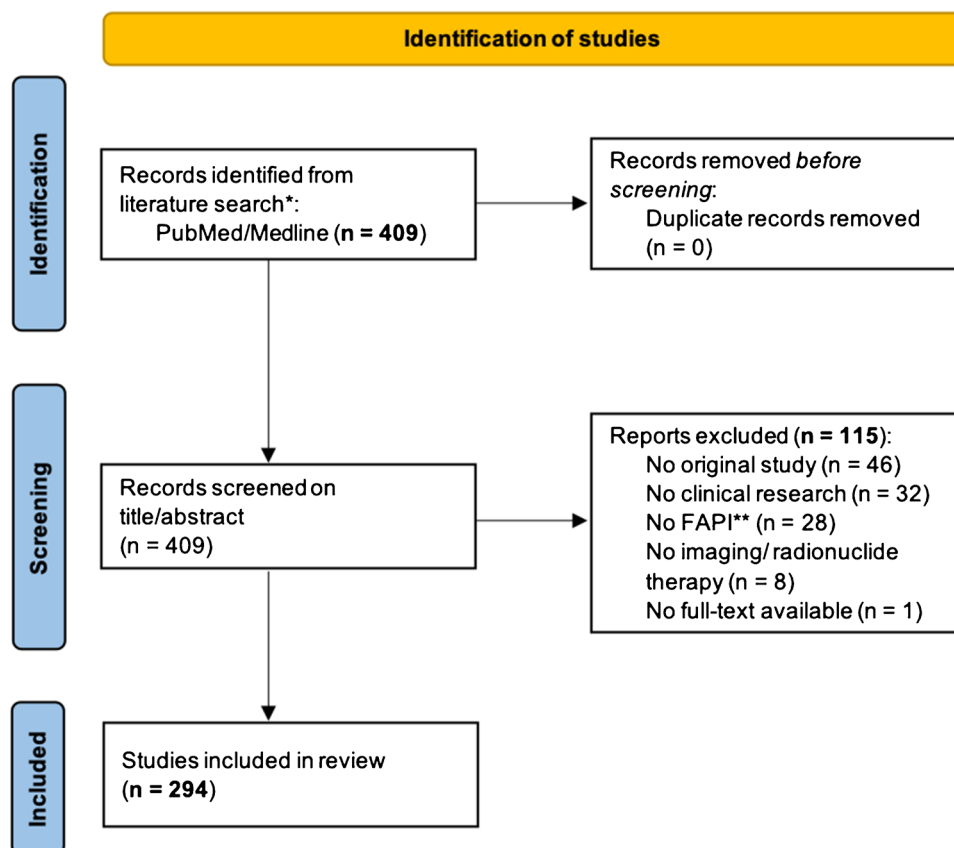 Identification of studies
Identification
Records identified from
literature search*:
PubMed/Medline (n = 409)
Records removed before
screening:
Duplicate records removed
(n = 0)
Screening
Records screened on
title/abstract
(n = 409)
Reports excluded (n = 115):
No original study (n = 46)
No clinical research (n = 32)
No FAPI** (n = 28)
No imaging/ radionuclide
therapy (n = 8)
No full-text available (n = 1)
Included
Studies included in review
(n = 294)